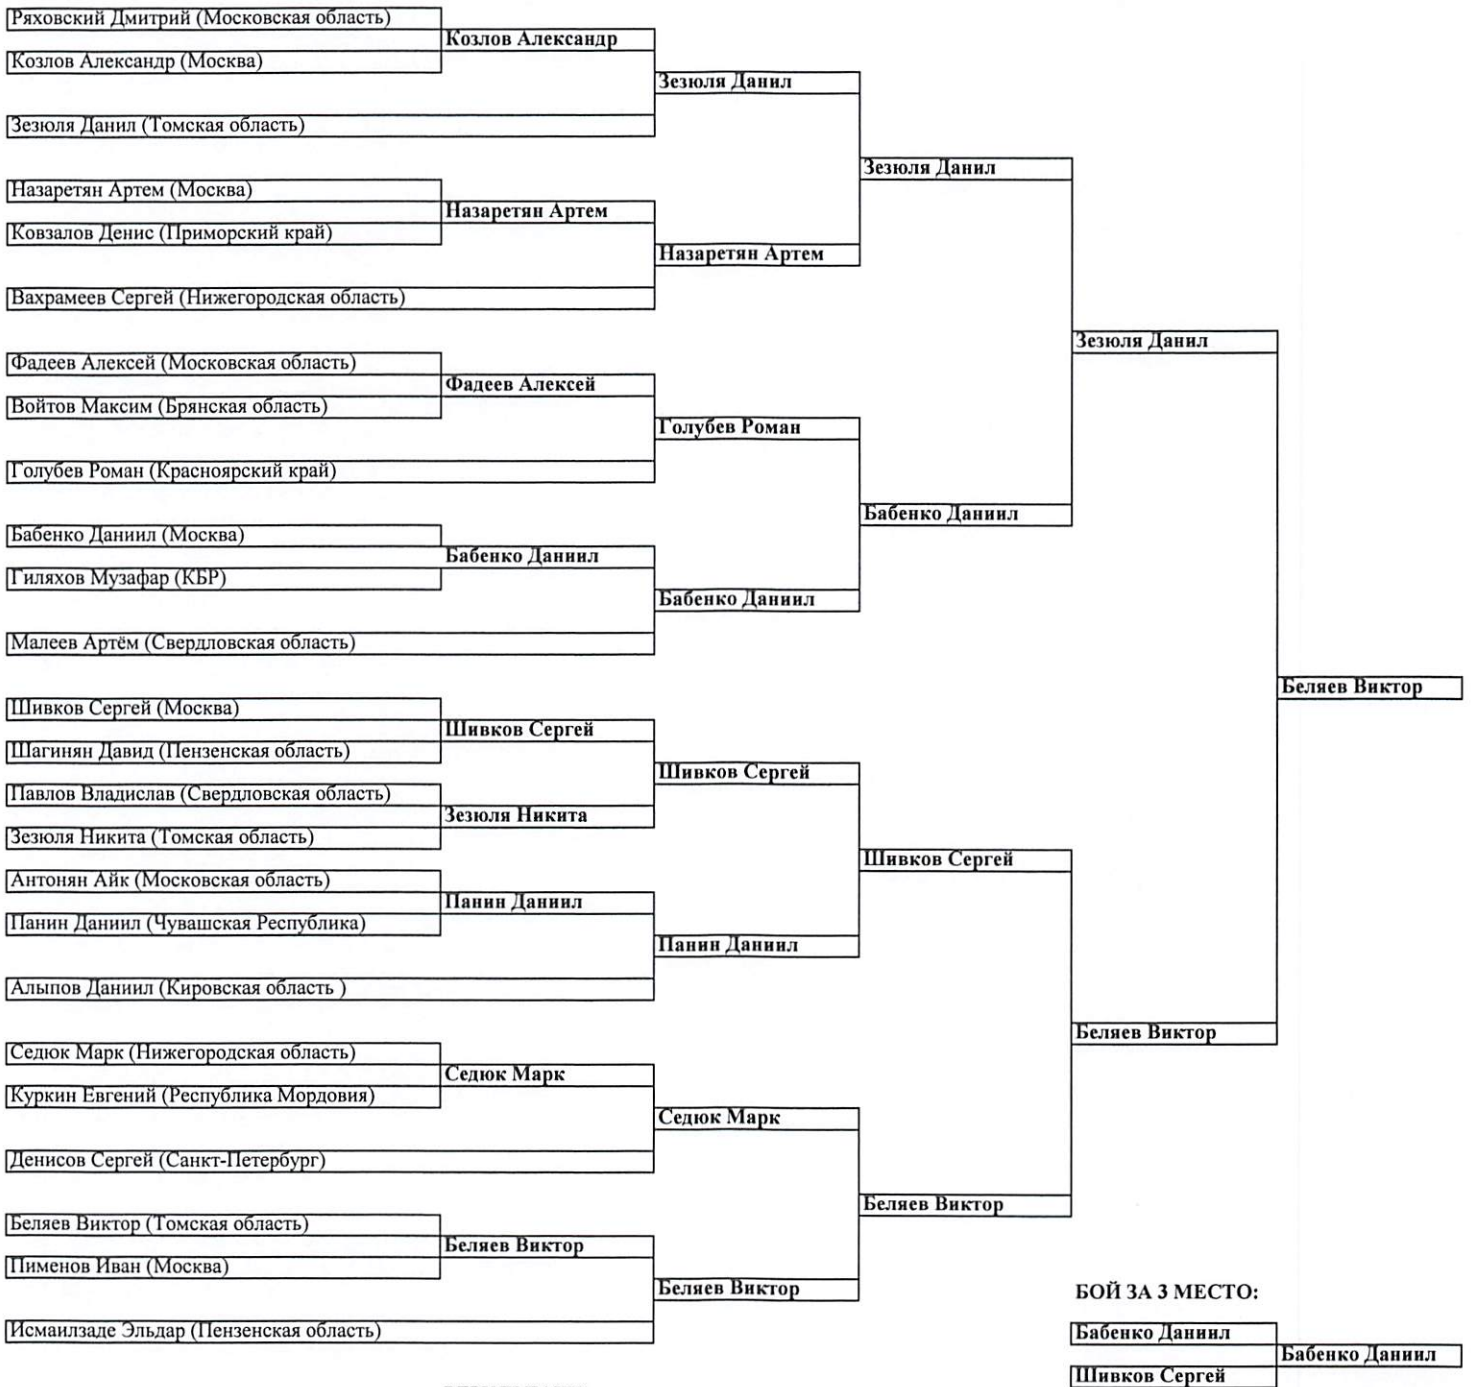 Ряховский Дмитрий (Московская область)
Козлов Александр
Козлов Александр (Москва)
Зезюля Данил
Зезюля Данил (Томская область)
Зезюля Данил
Назаретян Артем (Москва)
Назаретян Артем
Ковзалов Денис (Приморский край)
Назаретян Артем
Вахрамеев Сергей (Нижегородская область)
Зезюля Данил
Фадеев Алексей (Московская область)
Фадеев Алексей
Войтов Максим (Брянская область)
Голубев Роман
Голубев Роман (Красноярский край)
Бабенко Даниил
Бабенко Даниил (Москва)
Бабенко Даниил
Гиляхов Музафар (КБР)
Бабенко Даниил
Малеев Артём (Свердловская область)
Беляев Виктор
Шивков Сергей (Москва)
Шивков Сергей
Шагинян Давид (Пензенская область)
Шивков Сергей
Павлов Владислав (Свердловская область)
Зезюля Никита
Зезюля Никита (Томская область)
Шивков Сергей
Антонян Айк (Московская область)
Панин Даниил
Панин Даниил (Чувашская Республика)
Панин Даниил
Алыпов Даниил (Кировская область )
Беляев Виктор
Седюк Марк (Нижегородская область)
Седюк Марк
Куркин Евгений (Республика Мордовия)
Седюк Марк
Денисов Сергей (Санкт-Петербург)
Беляев Виктор
Беляев Виктор (Томская область)
Беляев Виктор
Пименов Иван (Москва)
Беляев Виктор
БОЙ ЗА 3 МЕСТО:
Исмаилзаде Эльдар (Пензенская область)
Бабенко Даниил
Бабенко Даниил
Шивков Сергей